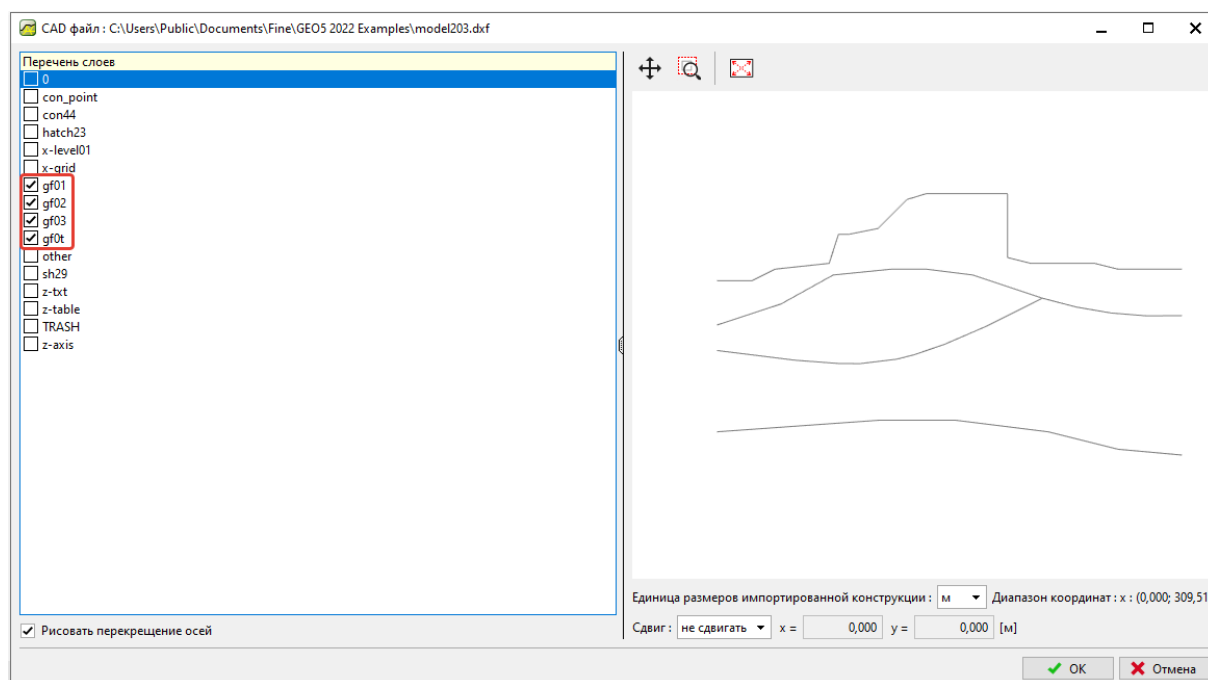 CAD файл : C:\Users\Public\Documents\Fine\GEO5 2022 Examples\model203.dxf
Перечень слоев
0
con_point
con44
hatch23
x-level01
x-grid
gf01
gf02
gf03
gf0t
other
sh29
z-txt
z-table
TRASH
z-axis
Рисовать перекрещение осей
Единица размеров импортированной конструкции : м Диапазон координат : x : (0,000; 309,51
Сдвиг : не сдвигать x = 0,000 y = 0,000 [м]
OK Отмена